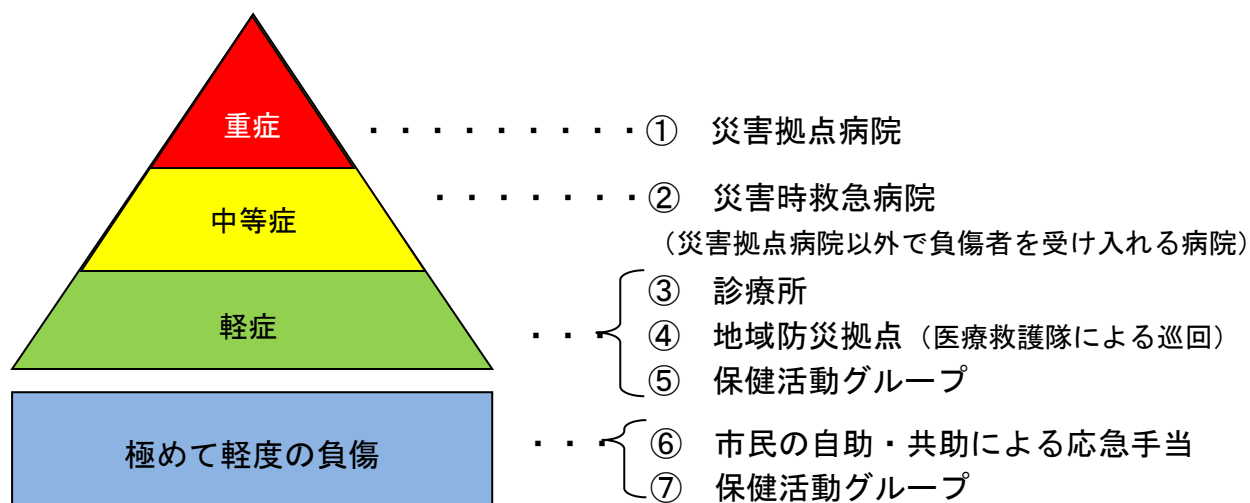 重症
・・・・・・・・・① 災害拠点病院
中等症
・・・・・・・② 災害時救急病院
（災害拠点病院以外で負傷者を受け入れる病院）
軽症
・・・
③ 診療所
④ 地域防災拠点（医療救護隊による巡回）
⑤ 保健活動グループ
極めて軽度の負傷
・・・
⑥ 市民の自助・共助による応急手当
⑦ 保健活動グループ